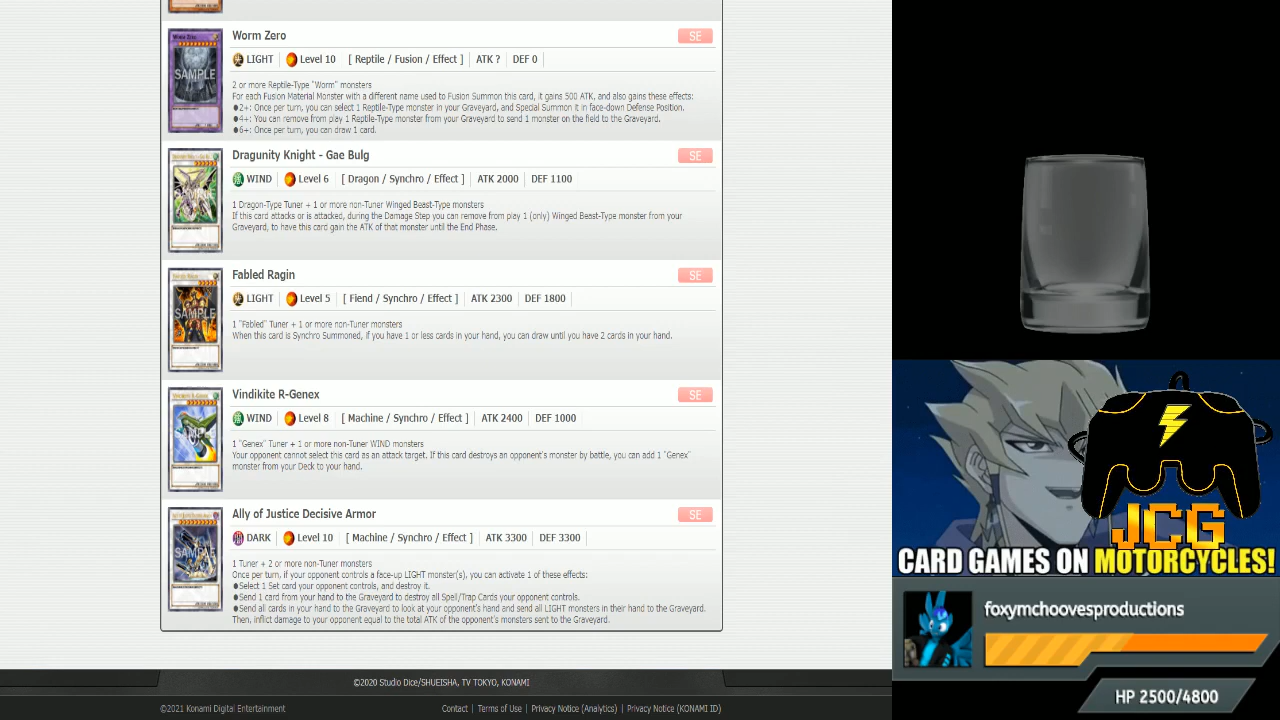 Worm Zero
SE
LIGHT Level 10 [ Reptile / Fusion / Effect ] ATK ? DEF 0
2 or more Reptile-Type "Worm" monsters
For each Fusion Material Monster with a different name used to Fusion Summon this card, it gains 500 ATK, and also gains these effects:
●2+: Once per turn, you can select 1 Reptile-Type monster in your Graveyard, and Special Summon it in face-down Defense Position.
●4+: You can remove from play 1 Reptile-Type monster from your Graveyard to send 1 monster on the field to the Graveyard.
●6+: Once per turn, you can draw 1 card.
SAMPLE
Dragunity Knight - Gae Bulg
SE
WIND Level 6 [ Dragon / Synchro / Effect ] ATK 2000 DEF 1100
1 Dragon-Type Tuner + 1 or more non-Tuner Winged Beast-Type monsters
If this card attacks or is attacked, during the Damage Step you can remove from play 1 (only) Winged Beast-Type monster from your
Graveyard, to have this card gain the ATK of that monster until the End Phase.
SAMPLE
Fabled Ragin
SE
LIGHT Level 5 [ Fiend / Synchro / Effect ] ATK 2300 DEF 1800
1 "Fabled" Tuner + 1 or more non-Tuner monsters
When this card is Synchro Summoned, if you have 1 or less cards in your hand, you can draw until you have 2 cards in your hand.
SAMPLE
Vindikite R-Genex
SE
WIND Level 8 [ Machine / Synchro / Effect ] ATK 2400 DEF 1000
1 "Genex" Tuner + 1 or more non-Tuner WIND monsters
Your opponent cannot select this card as an attack target. If this card destroys an opponent's monster by battle, you can add 1 "Genex"
monster from your Deck to your hand.
SAMPLE
Ally of Justice Decisive Armor
SE
DARK Level 10 [ Machine / Synchro / Effect ] ATK 3300 DEF 3300
1 Tuner + 2 or more non-Tuner monsters
Once per turn, if your opponent controls a face-up LIGHT monster, you can activate 1 of these effects:
●Select 1 Set card your opponent controls, and destroy it.
●Send 1 card from your hand to the Graveyard to destroy all Spell/Trap Cards your opponent controls.
●Send all cards in your hand to the Graveyard to look at your opponent's hand and send all LIGHT monsters in their hand to the Graveyard.
Then, inflict damage to your opponent equal to the total ATK of the opponent's monsters sent to the Graveyard.
SAMPLE
©2020 Studio Dice/SHUEISHA, TV TOKYO, KONAMI
©2021 Konami Digital Entertainment
Contact | Terms of Use | Privacy Notice (Analytics) | Privacy Notice (KONAMI ID)
JCG
CARD GAMES ON MOTORCYCLES!
foxymchoovesproductions
HP 2500/4800